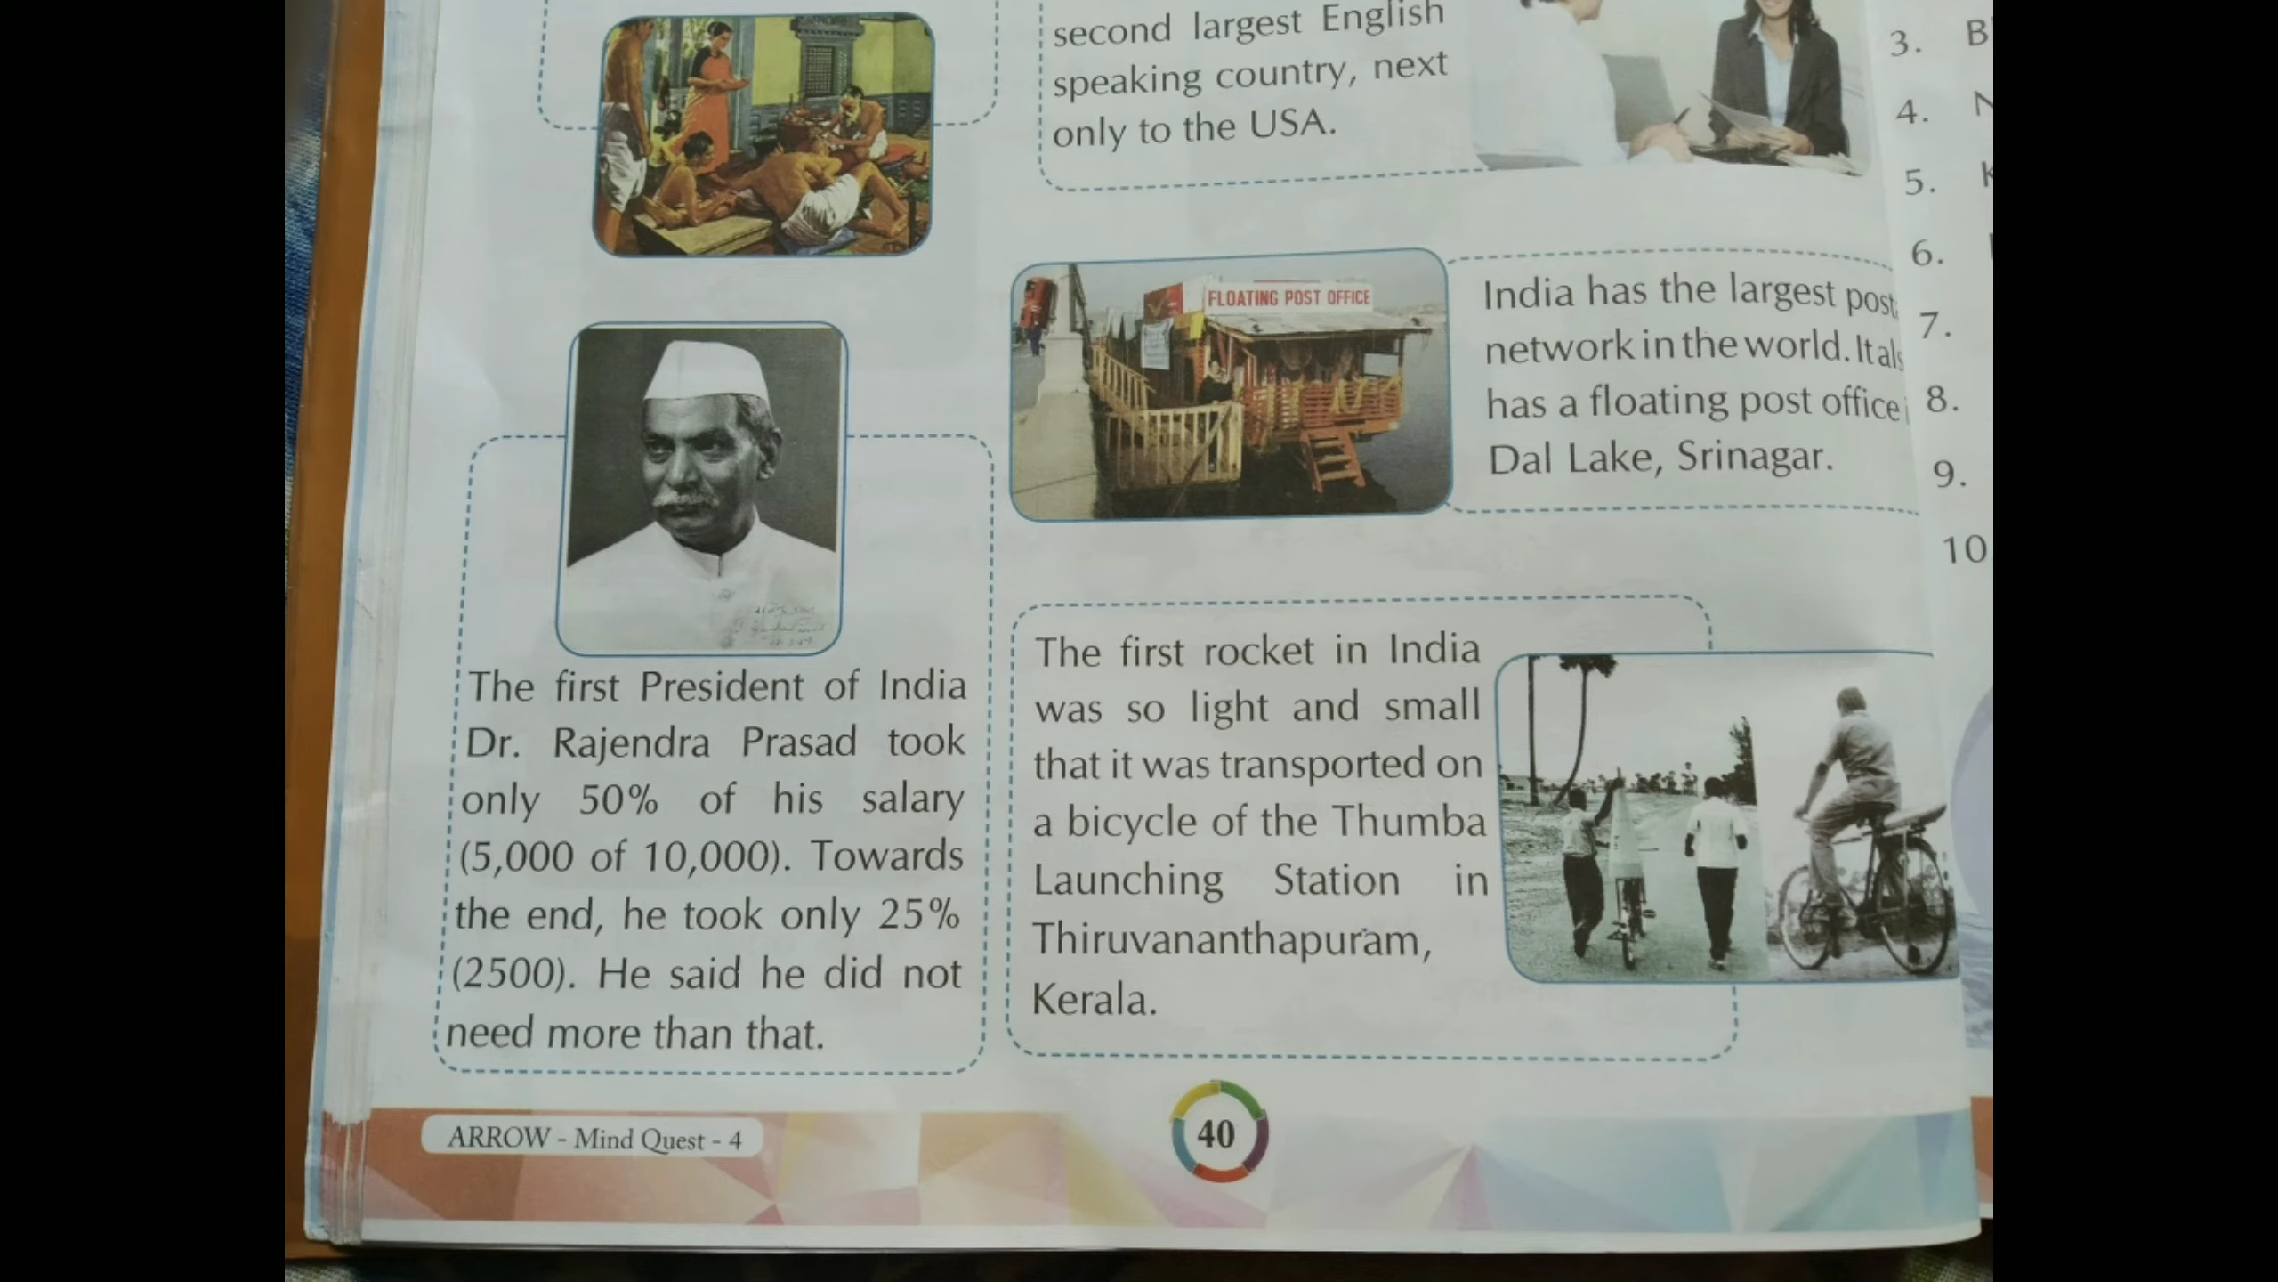 second largest English
speaking country, next
only to the USA.
FLOATING POST OFFICE
India has the largest post
network in the world. It als
has a floating post office
Dal Lake, Srinagar.
The first President of India
Dr. Rajendra Prasad took
only 50% of his salary
(5,000 of 10,000). Towards
the end, he took only 25%
(2500). He said he did not
need more than that.
The first rocket in India
was so light and small
that it was transported on
a bicycle of the Thumba
Launching Station in
Thiruvananthapuram,
Kerala.
ARROW - Mind Quest - 4
40
3. B
4. N
5. K
6.
7.
8.
9.
10